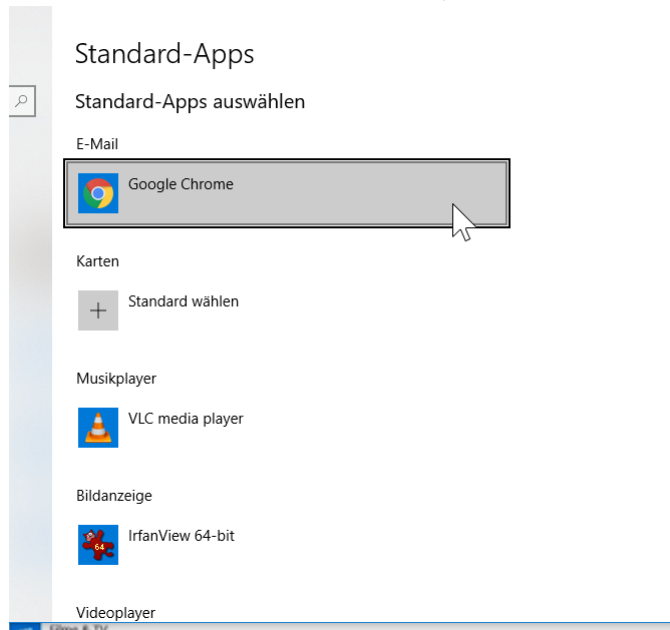 Standard-Apps
Standard-Apps auswählen
E-Mail
Google Chrome
Karten
Standard wählen
Musikplayer
VLC media player
Bildanzeige
64
IrfanView 64-bit
Videoplayer